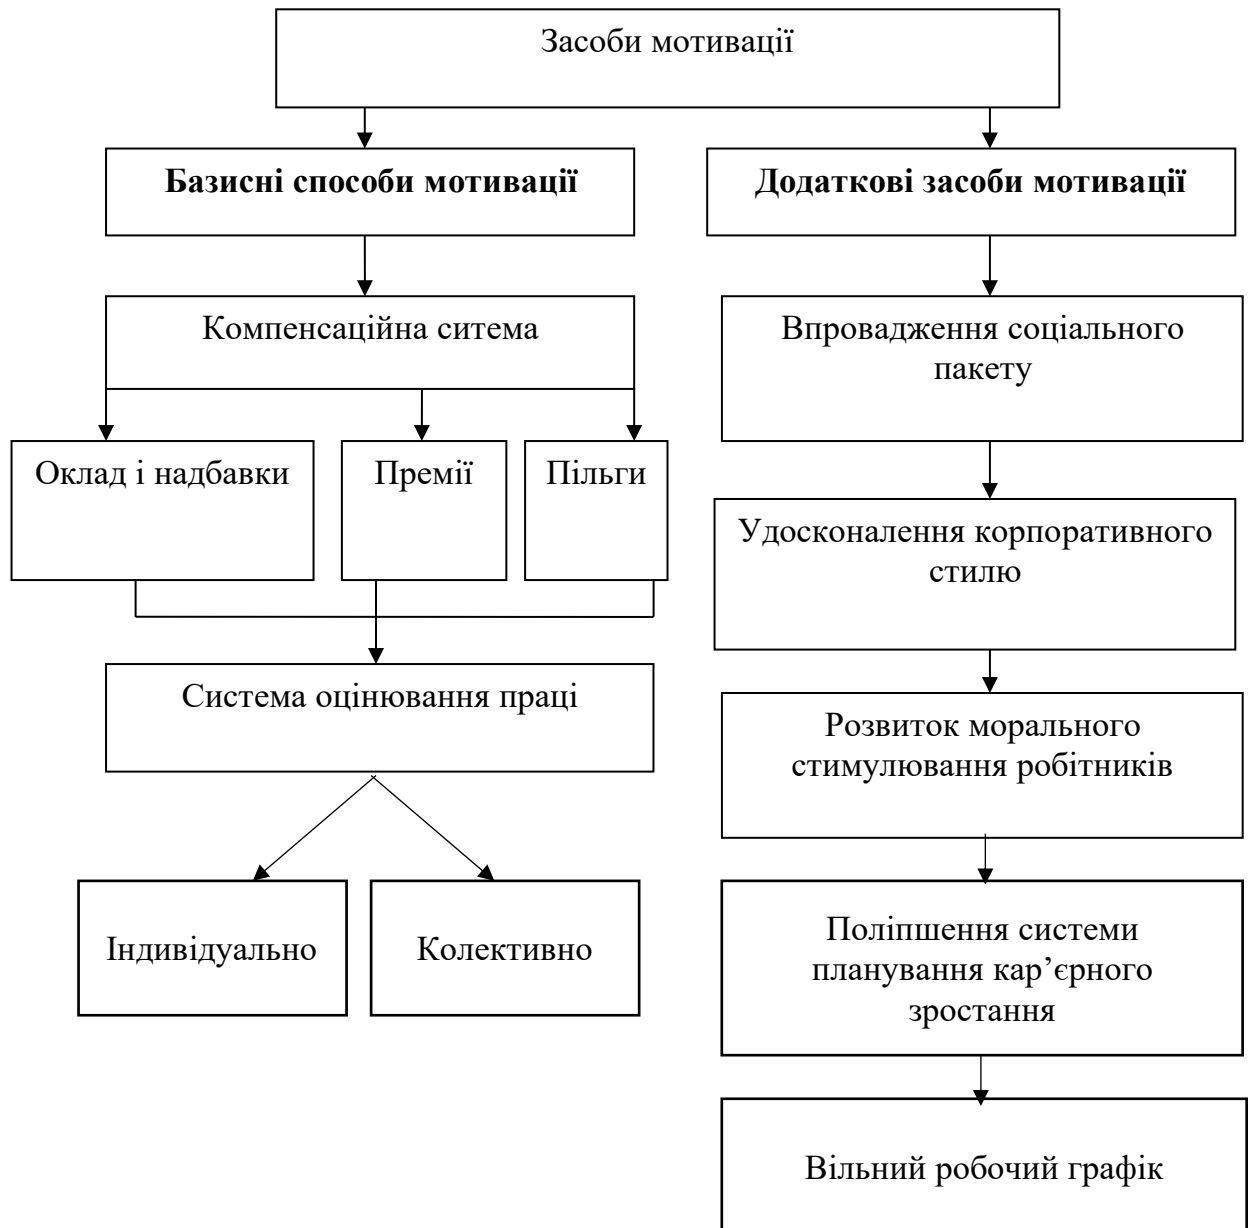 Засоби мотивації
Базисні способи мотивації
Додаткові засоби мотивації
Компенсаційна ситема
Впровадження соціального
пакету
Оклад і надбавки
Премії
Пільги
Удосконалення корпоративного
стилю
Система оцінювання праці
Розвиток морального
стимулювання робітників
Індивідуально
Колективно
Поліпшення системи
планування кар’єрного
зростання
Вільний робочий графік